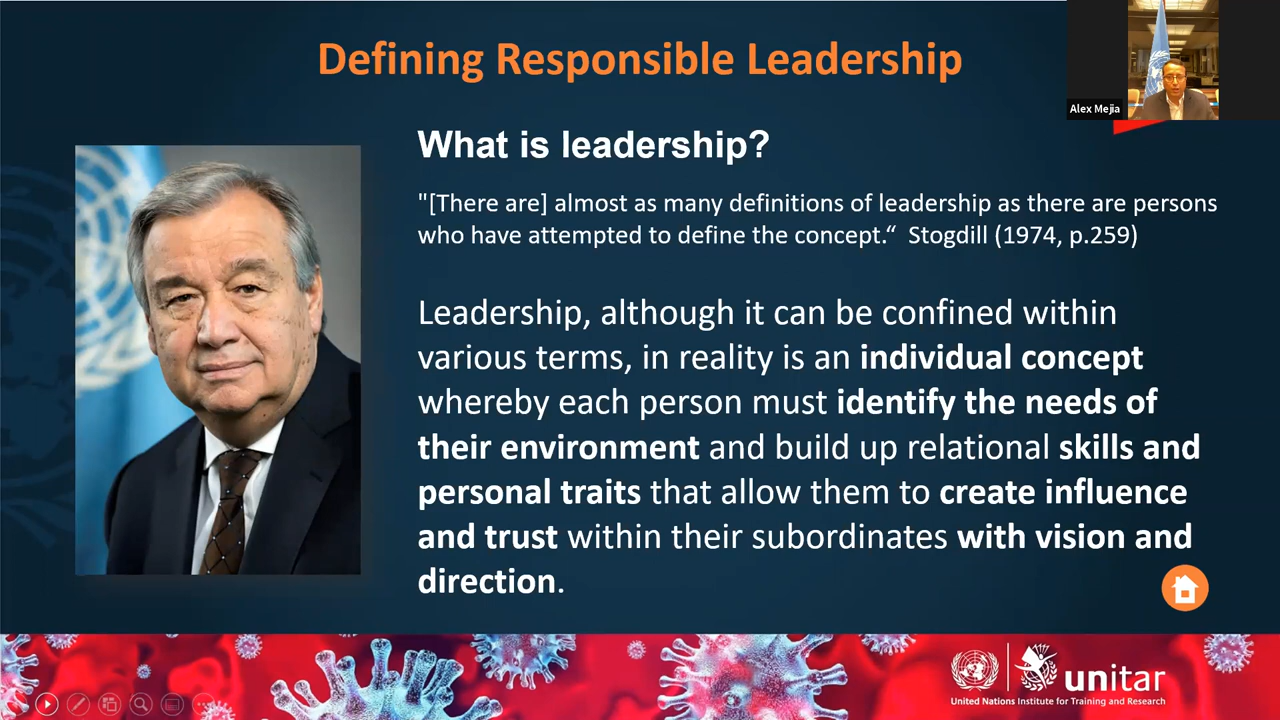 Defining Responsible Leadership
Alex Mejia
What is leadership?
"[There are] almost as many definitions of leadership as there are persons
who have attempted to define the concept.“ Stogdill (1974, p.259)
Leadership, although it can be confined within
various terms, in reality is an individual concept
whereby each person must identify the needs of
their environment and build up relational skills and
personal traits that allow them to create influence
and trust within their subordinates with vision and
direction.
unitar
United Nations Institute for Training and Research